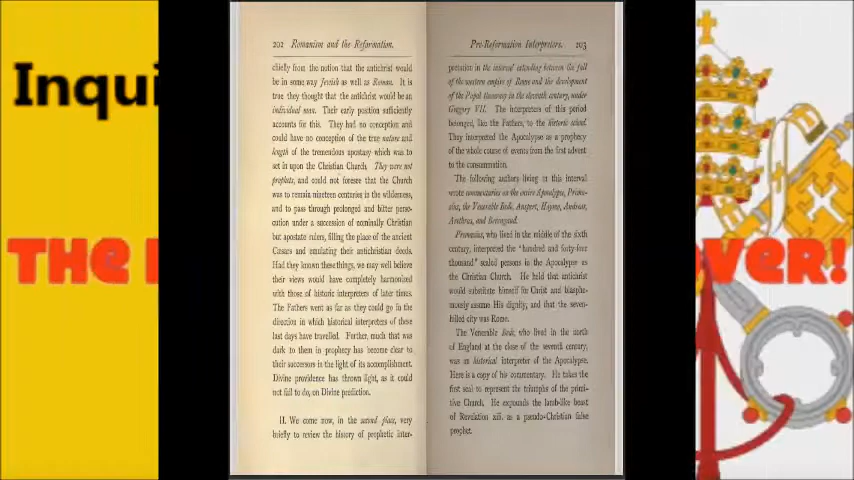 Inqui
THE
VER!
202 Romanism and the Reformation.
chiefly from the notion that the antichrist would
be in some way Jewish as well as Roman. It is
true they thought that the antichrist would be an
individual man. Their early position sufficiently
accounts for this. They had no conception and
could have no conception of the true nature and
length of the tremendous apostasy which was to
set in upon the Christian Church. They were not
prophets, and could not foresee that the Church
was to remain nineteen centuries in the wilderness,
and to pass through prolonged and bitter perse-
cution under a succession of nominally Christian
but apostate rulers, filling the place of the ancient
Cæsars and emulating their antichristian deeds.
Had they known these things, we may well believe
their views would have completely harmonized
with those of historic interpreters of later times.
The Fathers went as far as they could go in the
direction in which historical interpreters of these
last days have travelled. Further, much that was
dark to them in prophecy has become clear to
their successors in the light of its accomplishment.
Divine providence has thrown light, as it could
not fail to do, on Divine prediction.
II. We come now, in the second place, very
briefly to review the history of prophetic inter-
Pre-Reformation Interpreters. 203
pretation in the interval extending between the fall
of the western empire of Rome and the development
of the Papal theocracy in the eleventh century, under
Gregory VII. The interpreters of this period
belonged, like the Fathers, to the historic school.
They interpreted the Apocalypse as a prophecy
of the whole course of events from the first advent
to the consummation.
The following authors living in this interval
wrote commentaries on the entire Apocalypse, Prima-
sius, the Venerable Bede, Anspert, Haymo, Andreas,
Arethas, and Berengaud.
Primasius, who lived in the middle of the sixth
century, interpreted the "hundred and forty-four
thousand" sealed persons in the Apocalypse as
the Christian Church. He held that antichrist
would substitute himself for Christ and blasphe-
mously assume His dignity, and that the seven-
hilled city was Rome.
The Venerable Bede, who lived in the north
of England at the close of the seventh century,
was an historical interpreter of the Apocalypse.
Here is a copy of his commentary. He takes the
first seal to represent the triumphs of the primi-
tive Church. He expounds the lamb-like beast
of Revelation xiii. as a pseudo-Christian false
prophet.